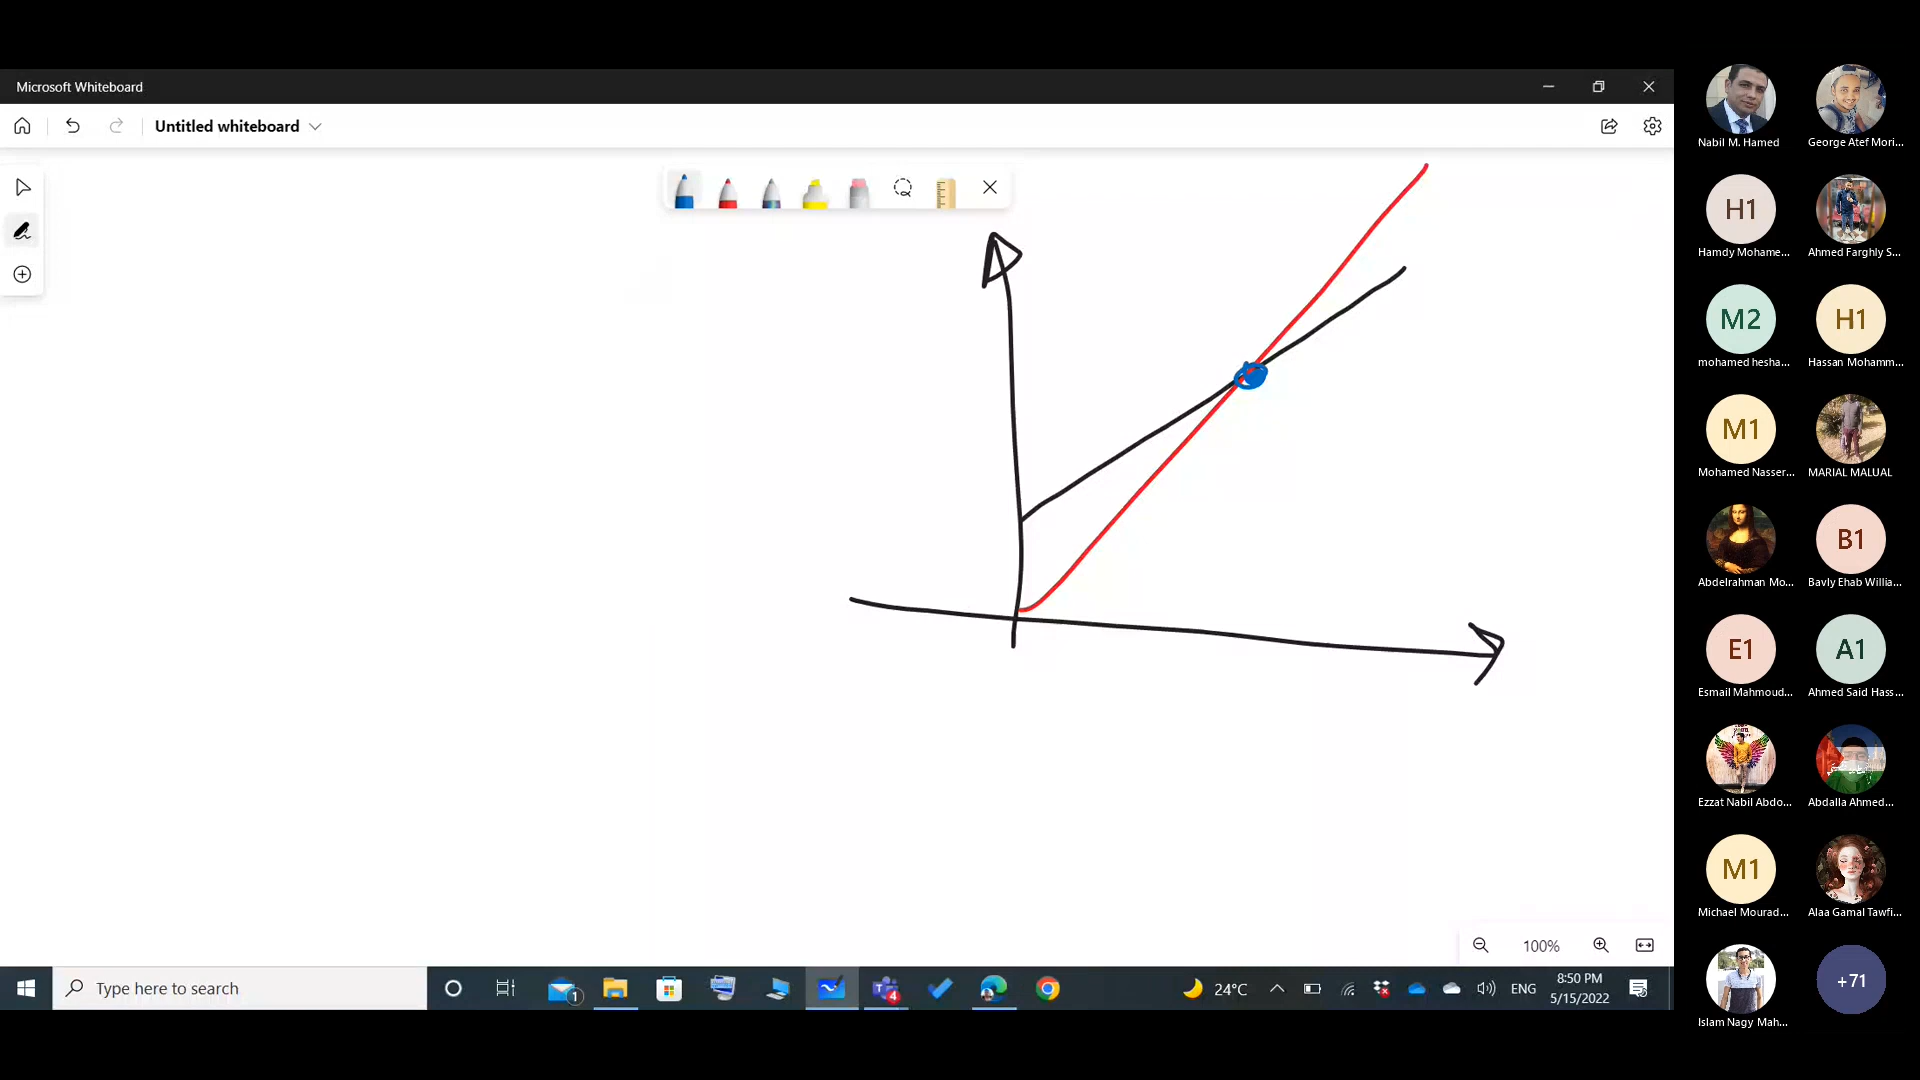 Microsoft Whiteboard
Untitled whiteboard
100%
Type here to search
1
4
24°C
ENG
8:50 PM
5/15/2022
Nabil M. Hamed
George Atef Mori...
H1
Hamdy Mohame...
Ahmed Farghly S...
M2
H1
mohamed hesha...
Hassan Mohamm...
M1
Mohamed Nasser...
MARIAL MALUAL
B1
Abdelrahman Mo...
Bavly Ehab Willia...
E1
A1
Esmail Mahmoud...
Ahmed Said Hass...
Ezzat Nabil Abdo...
Abdalla Ahmed...
M1
Michael Mourad...
Alaa Gamal Tawfi...
+71
Islam Nagy Mah...